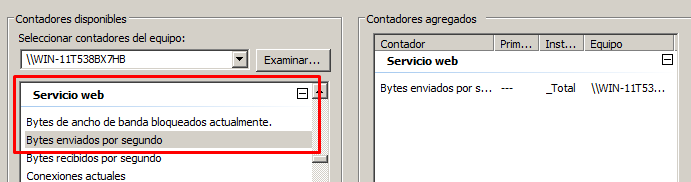 Contadores disponibles
Seleccionar contadores del equipo:
\\WIN-11T538BX7HB
Examinar...
Servicio web
Bytes de ancho de banda bloqueados actualmente.
Bytes enviados por segundo
Bytes recibidos por segundo
Conexiones actuales
Contadores agregados
Contador Prim... Inst... Equipo
Servicio web
Bytes enviados por s... --- _Total \\WIN-11T53...